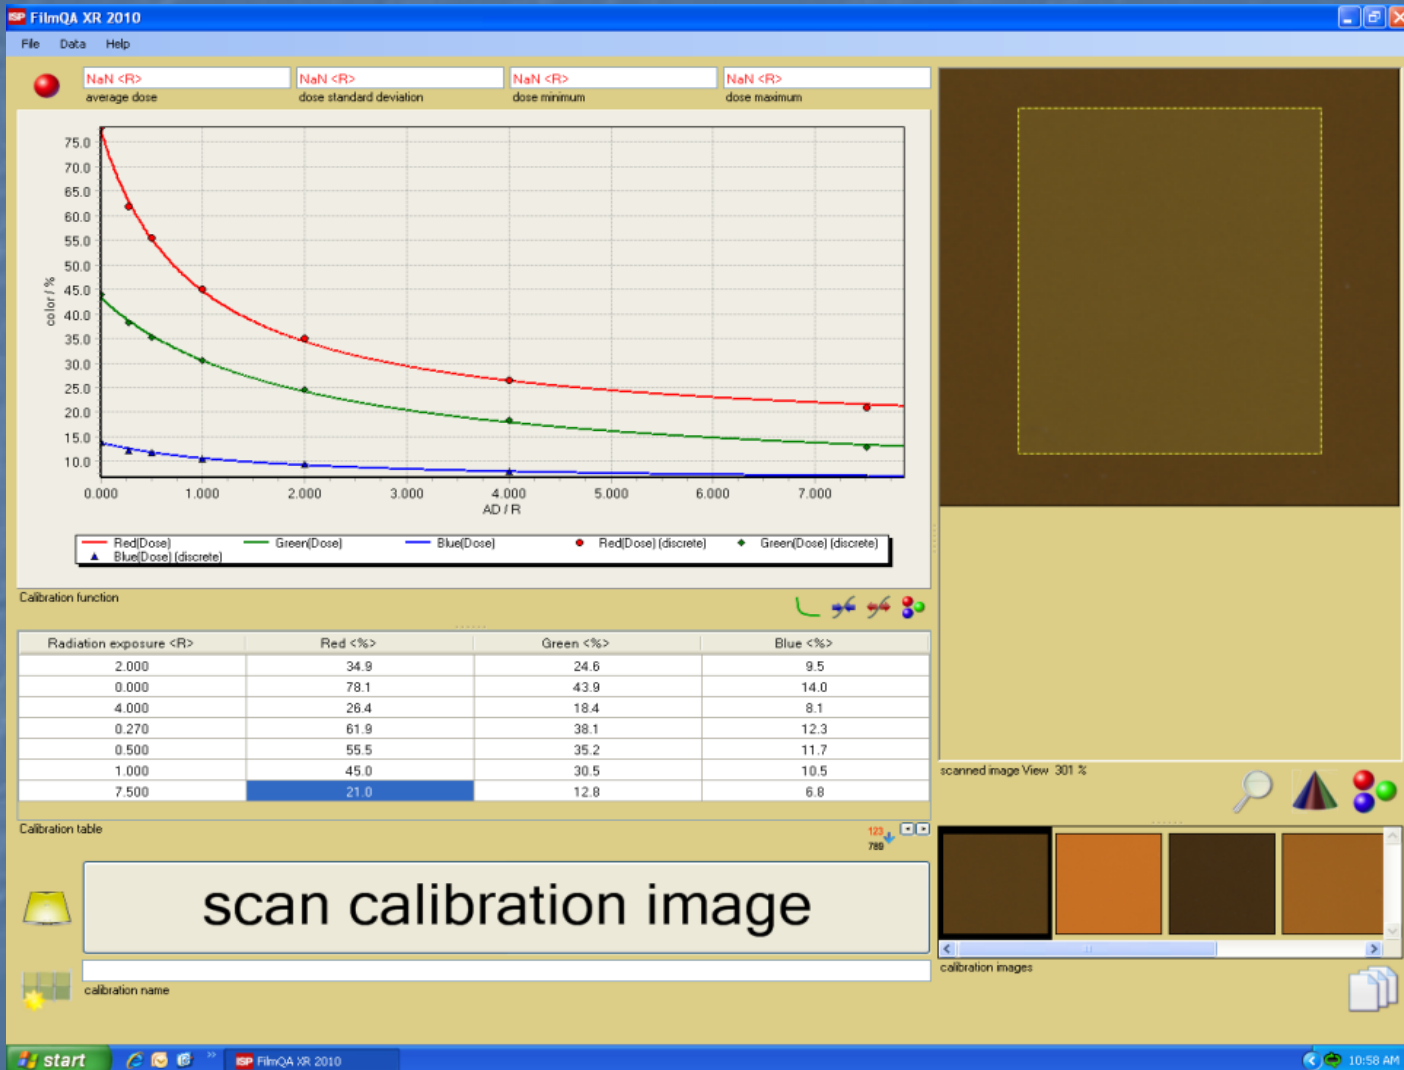 ISP FilmQA XR 2010
File Data Help
NaN <R> NaN <R> NaN <R> NaN <R>
average dose dose standard deviation dose minimum dose maximum
75.0
70.0
65.0
60.0
55.0
50.0
45.0
40.0
35.0
30.0
25.0
20.0
15.0
10.0
color / %
0.000 1.000 2.000 3.000 4.000 5.000 6.000 7.000
AD / R
Red(Dose) Green(Dose) Blue(Dose) Red(Dose) (discrete) Green(Dose) (discrete)
Blue(Dose) (discrete)
Calibration function
Radiation exposure <R> Red <%> Green <%> Blue <%>
2.000 34.9 24.6 9.5
0.000 78.1 43.9 14.0
4.000 26.4 18.4 8.1
0.270 61.9 38.1 12.3
0.500 55.5 35.2 11.7
1.000 45.0 30.5 10.5
7.500 21.0 12.8 6.8
Calibration table
123
789
scan calibration image
calibration name
scanned image View 301 %
calibration images
start
ISP FilmQA XR 2010
10:58 AM